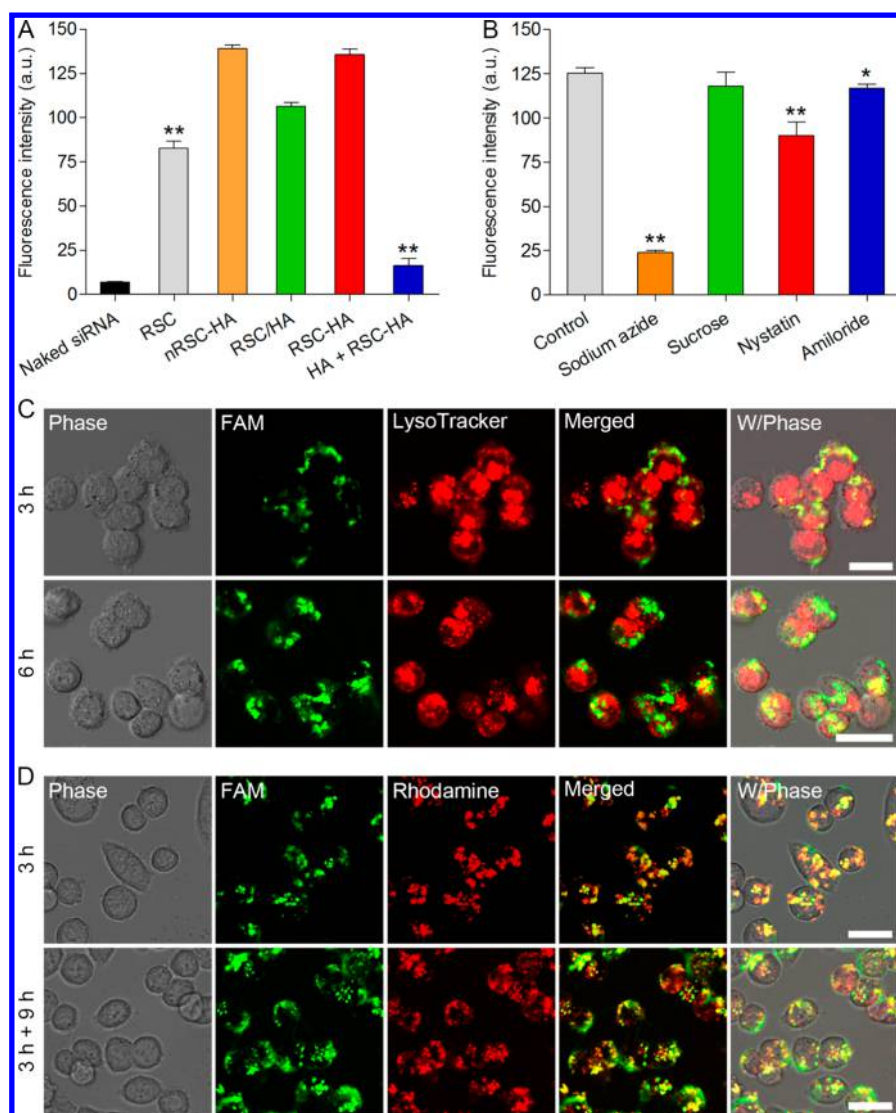 A
Fluorescence intensity (a.u.)
150
125
100
75
50
25
0
**
**
Naked siRNA
RSC
nRSC-HA
RSC/HA
RSC-HA
HA + RSC-HA
B
Fluorescence intensity (a.u.)
150
125
100
75
50
25
0
**
**
*
Control
Sodium azide
Sucrose
Nystatin
Amiloride
C
Phase
FAM
LysoTracker
Merged
W/Phase
3 h
6 h
D
Phase
FAM
Rhodamine
Merged
W/Phase
3 h
3 h + 9 h